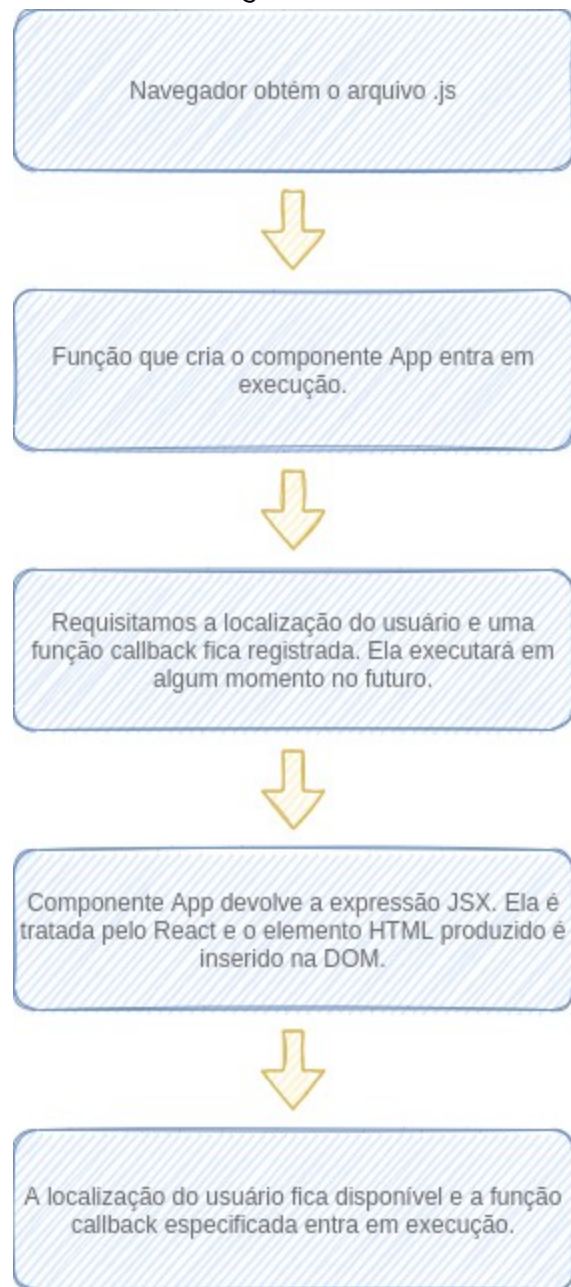 Navegador obtém o arquivo .js
Função que cria o componente App entra em
execução.
Requisitamos a localização do usuário e uma
função callback fica registrada. Ela executará em
algum momento no futuro.
Componente App devolve a expressão JSX. Ela é
tratada pelo React e o elemento HTML produzido é
inserido na DOM.
A localização do usuário fica disponível e a função
callback especificada entra em execução.